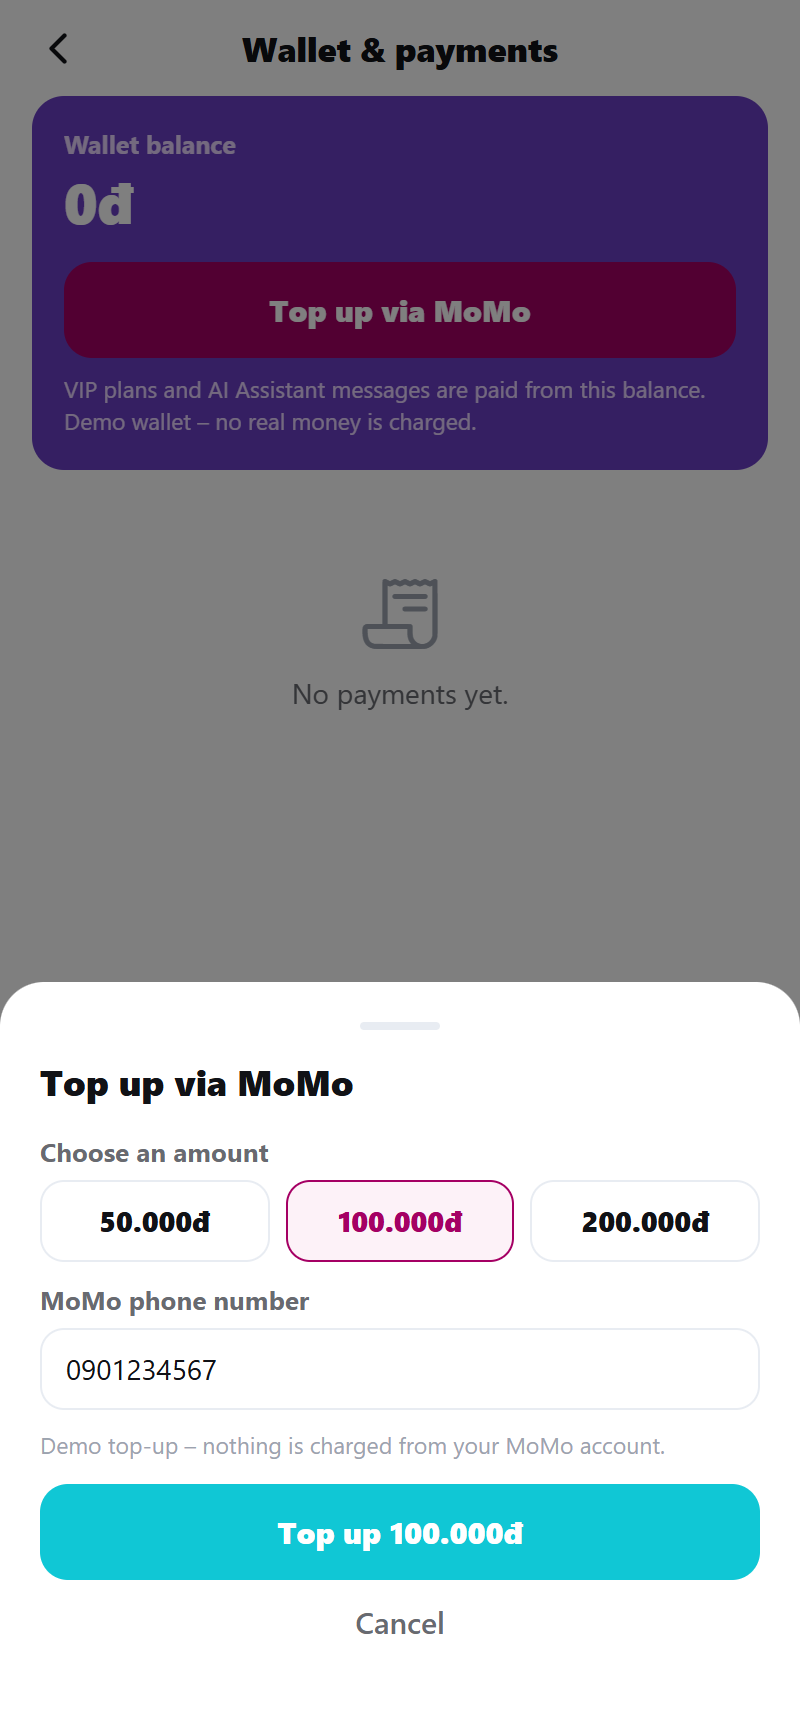 Wallet & payments
Wallet balance
0đ
Top up via MoMo
VIP plans and AI Assistant messages are paid from this balance.
Demo wallet – no real money is charged.
No payments yet.
Top up via MoMo
Choose an amount
50.000đ
100.000đ
200.000đ
MoMo phone number
0901234567
Demo top-up – nothing is charged from your MoMo account.
Top up 100.000đ
Cancel